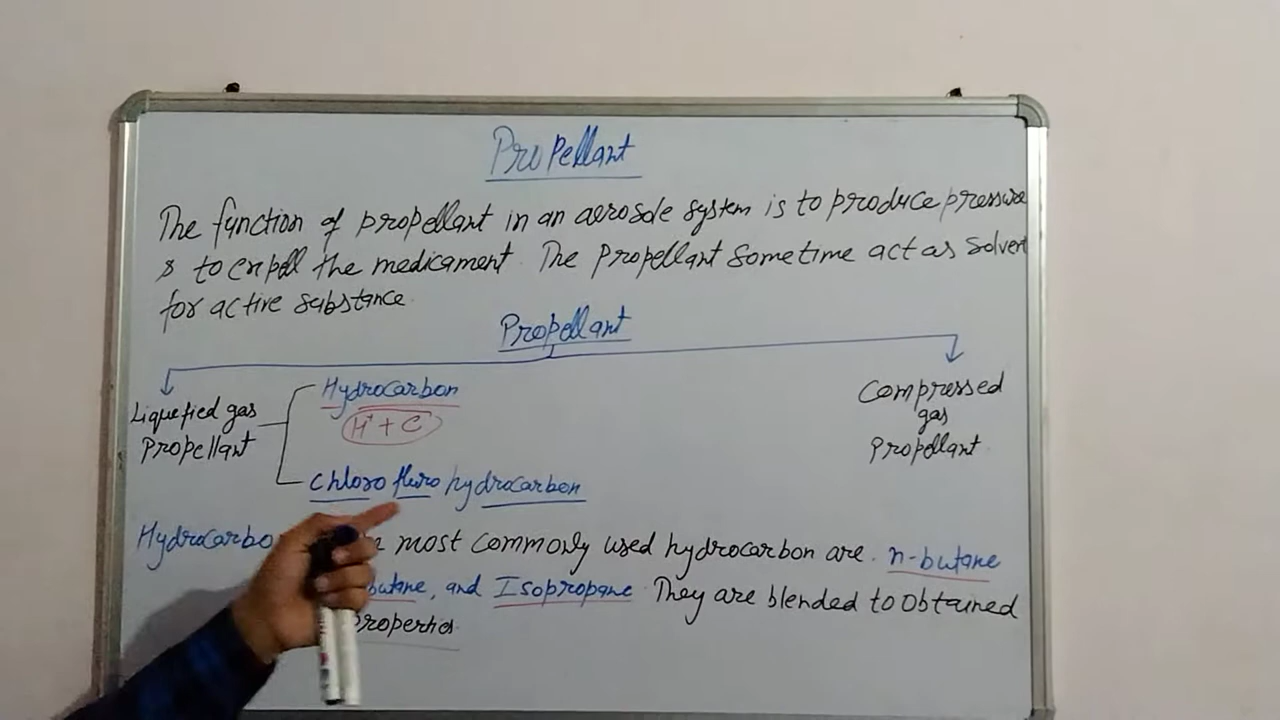 Propellant
The function of propellant in an aerosole system is to produce pressure
& to expell the medicament. The Propellant Sometime act as Solvent
for active substance.
Propellant
Liquefied gas
Propellant
Hydrocarbon
H⁺ + C
Chloro fluro hydrocarbon
Compressed
gas
Propellant
most commonly used hydrocarbon are. n-butane
butane, and Isopropane. They are blended to obtained